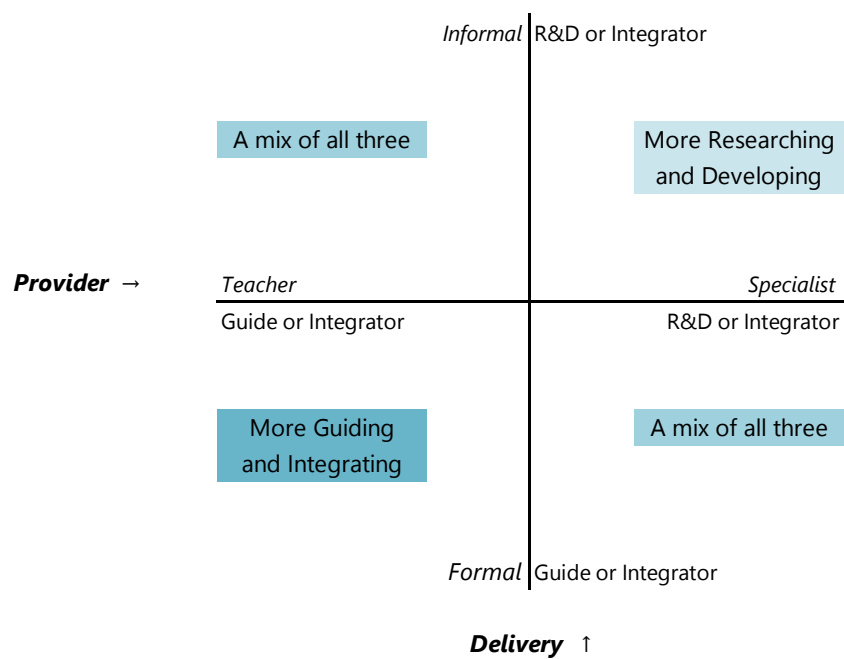 Informal R&D or Integrator
A mix of all three
More Researching
and Developing
Provider →
Teacher
Specialist
Guide or Integrator
R&D or Integrator
More Guiding
and Integrating
A mix of all three
Formal Guide or Integrator
Delivery ↑